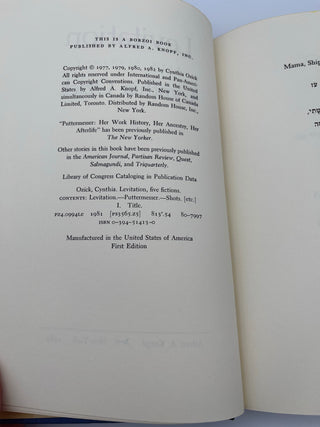 THIS IS A BORZOI BOOK
PUBLISHED BY ALFRED A. KNOPF, INC.
Copyright © 1977, 1979, 1980, 1981 by Cynthia Ozick
All rights reserved under International and Pan-Ameri-
can Copyright Conventions. Published in the United
States by Alfred A. Knopf, Inc., New York, and
simultaneously in Canada by Random House of Canada
Limited, Toronto. Distributed by Random House, Inc.,
New York.
"Puttermesser: Her Work History, Her Ancestry, Her
Afterlife" has been previously published in
The New Yorker.
Other stories in this book have been previously published
in the American Journal, Partisan Review, Quest,
Salmagundi, and Triquarterly.
Library of Congress Cataloging in Publication Data
Ozick, Cynthia. Levitation, five fictions.
CONTENTS: Levitation.—Puttermesser.—Shots. [etc.]
I. Title.
PZ4.O994Le 1981 [PS3565.Z5] 813'.54 80-7997
ISBN 0-394-51413-0
Manufactured in the United States of America
First Edition
Mama, Shi